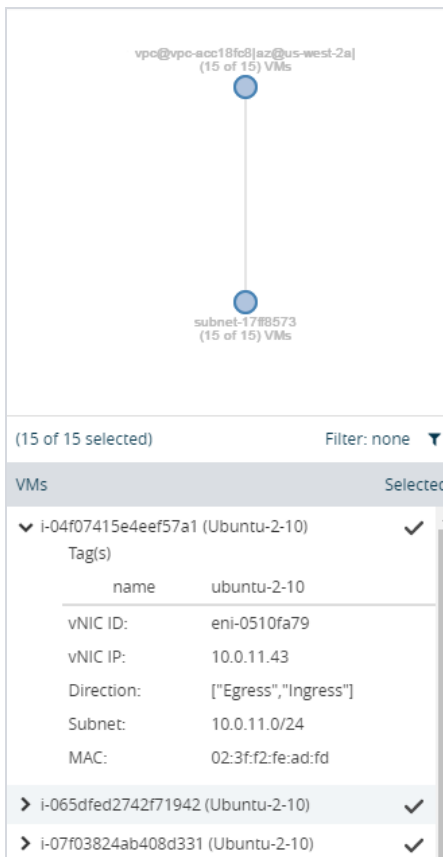 vpc@vpc-acc18fc8|az@us-west-2a|
(15 of 15) VMs
subnet-17ff8573
(15 of 15) VMs
(15 of 15 selected) Filter: none
VMs Selected
i-04f07415e4eef57a1 (Ubuntu-2-10)
Tag(s)
name ubuntu-2-10
vNIC ID: eni-0510fa79
vNIC IP: 10.0.11.43
Direction: ["Egress","Ingress"]
Subnet: 10.0.11.0/24
MAC: 02:3f:f2:fe:ad:fd
i-065dfed2742f71942 (Ubuntu-2-10)
i-07f03824ab408d331 (Ubuntu-2-10)